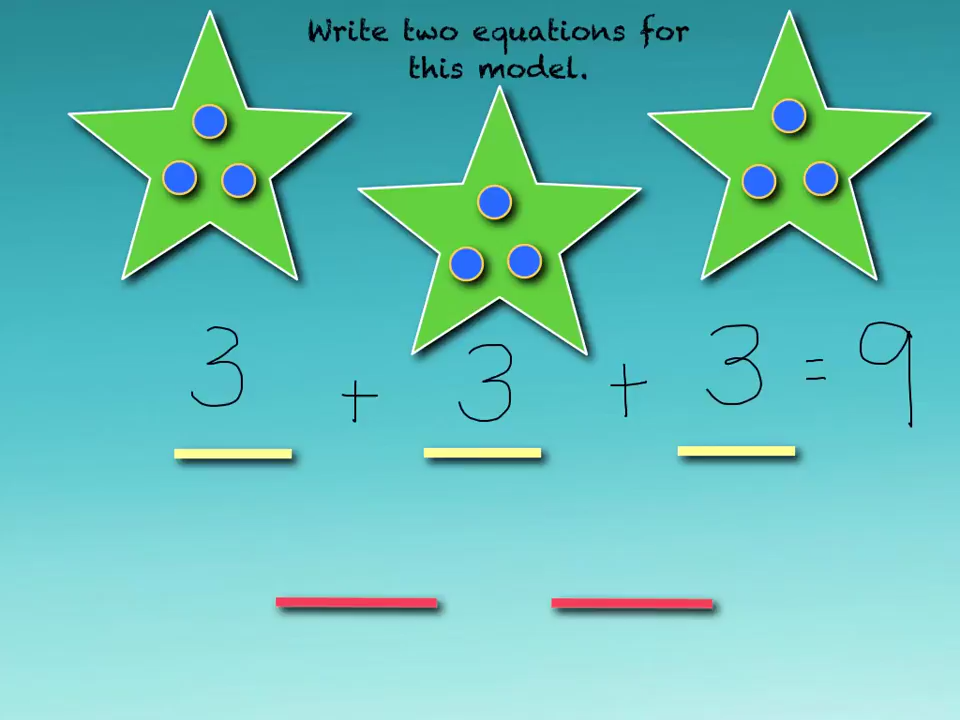 Write two equations for
this model.
3 + 3 + 3 = 9